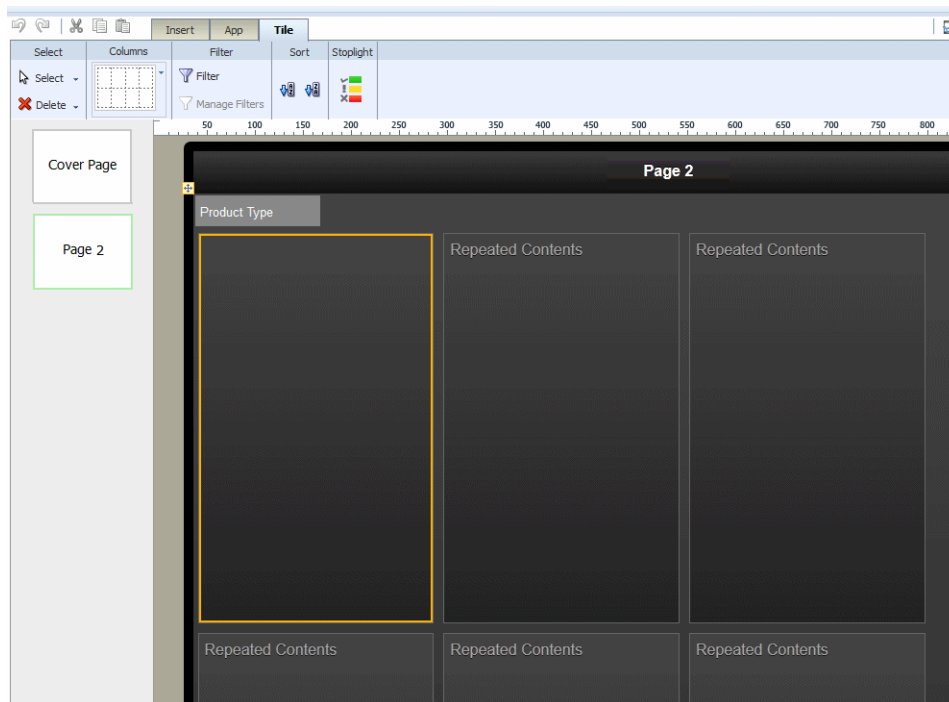 Insert App Tile
Select Columns Filter Sort Stoplight
Select Filter
Delete Manage Filters
50 100 150 200 250 300 350 400 450 500 550 600 650 700 750 800
Cover Page
Page 2
Page 2
Product Type
Repeated Contents Repeated Contents
Repeated Contents Repeated Contents Repeated Contents